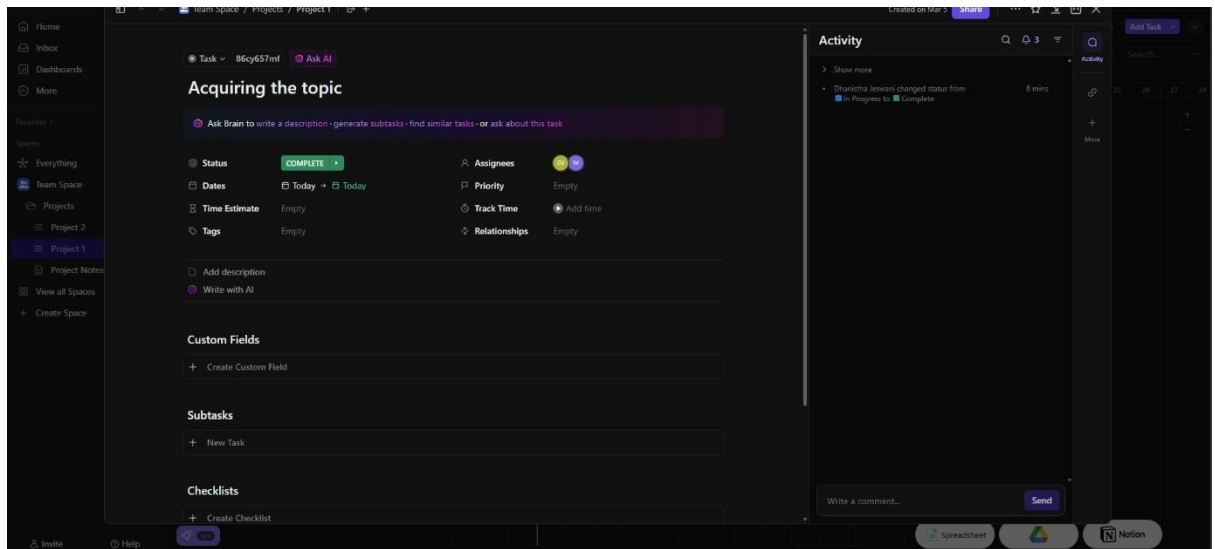 Team Space / Projects / Project 1
Created on Mar 5
Share
Home
Inbox
Dashboards
More
Favorites
Spaces
Everything
Team Space
Projects
Project 2
Project 1
Project Notes
View all Spaces
Create Space
Invite
Help
Task
86cy657mf
Ask AI
Acquiring the topic
Ask Brain to write a description · generate subtasks · find similar tasks · or ask about this task
Status COMPLETE
Assignees DJ
Dates Today → Today
Priority Empty
Time Estimate Empty
Track Time Add time
Tags Empty
Relationships Empty
Add description
Write with AI
Custom Fields
+ Create Custom Field
Subtasks
+ New Task
Checklists
+ Create Checklist
Activity
3
Show more
Dhanistha Jeswani changed status from 6 mins
In Progress to Complete
Write a comment...
Send
Activity
More
Add Task
Search...
25 26 27 28
Spreadsheet
Notion